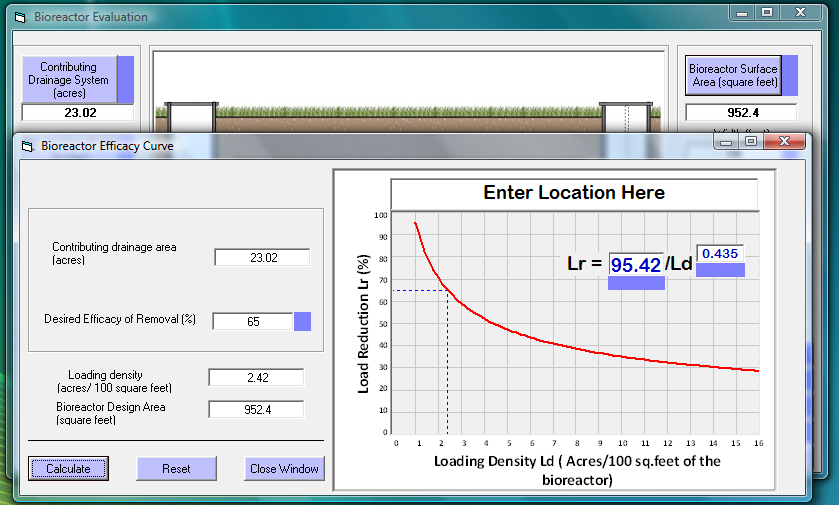 Bioreactor Evaluation
Contributing
Drainage System
(acres)
23.02
Bioreactor Surface
Area (square feet)
952.4
Bioreactor Efficacy Curve
Contributing drainage area
(acres)
23.02
Desired Efficacy of Removal (%)
65
Loading density
(acres/ 100 square feet)
2.42
Bioreactor Design Area
(square feet)
952.4
Calculate
Reset
Close Window
Enter Location Here
Lr = 95.42 /Ld 0.435
Load Reduction Lr (%)
100
90
80
70
60
50
40
30
20
10
0
0 1 2 3 4 5 6 7 8 9 10 11 12 13 14 15 16
Loading Density Ld ( Acres/100 sq.feet of the
bioreactor)